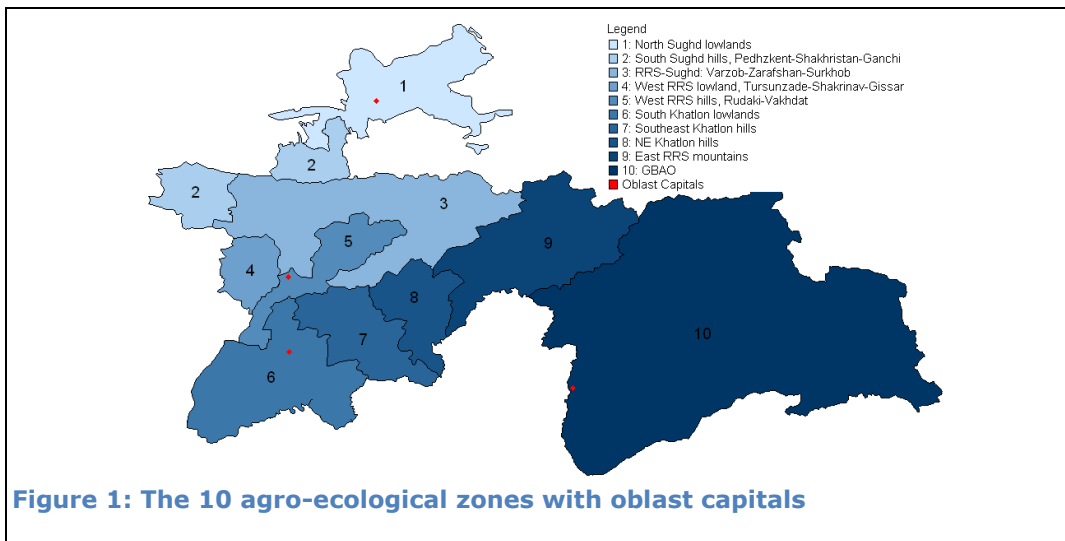 Legend
1: North Sughd lowlands
2: South Sughd hills, Pedhzkent-Shakhristan-Ganchi
3: RRS-Sughd: Varzob-Zarafshan-Surkhob
4: West RRS lowland, Tursunzade-Shakrinav-Gissar
5: West RRS hills, Rudaki-Vakhdat
6: South Khatlon lowlands
7: Southeast Khatlon hills
8: NE Khatlon hills
9: East RRS mountains
10: GBAO
Oblast Capitals
1
2
2
3
5
9
4
8
10
7
6
Figure 1: The 10 agro-ecological zones with oblast capitals